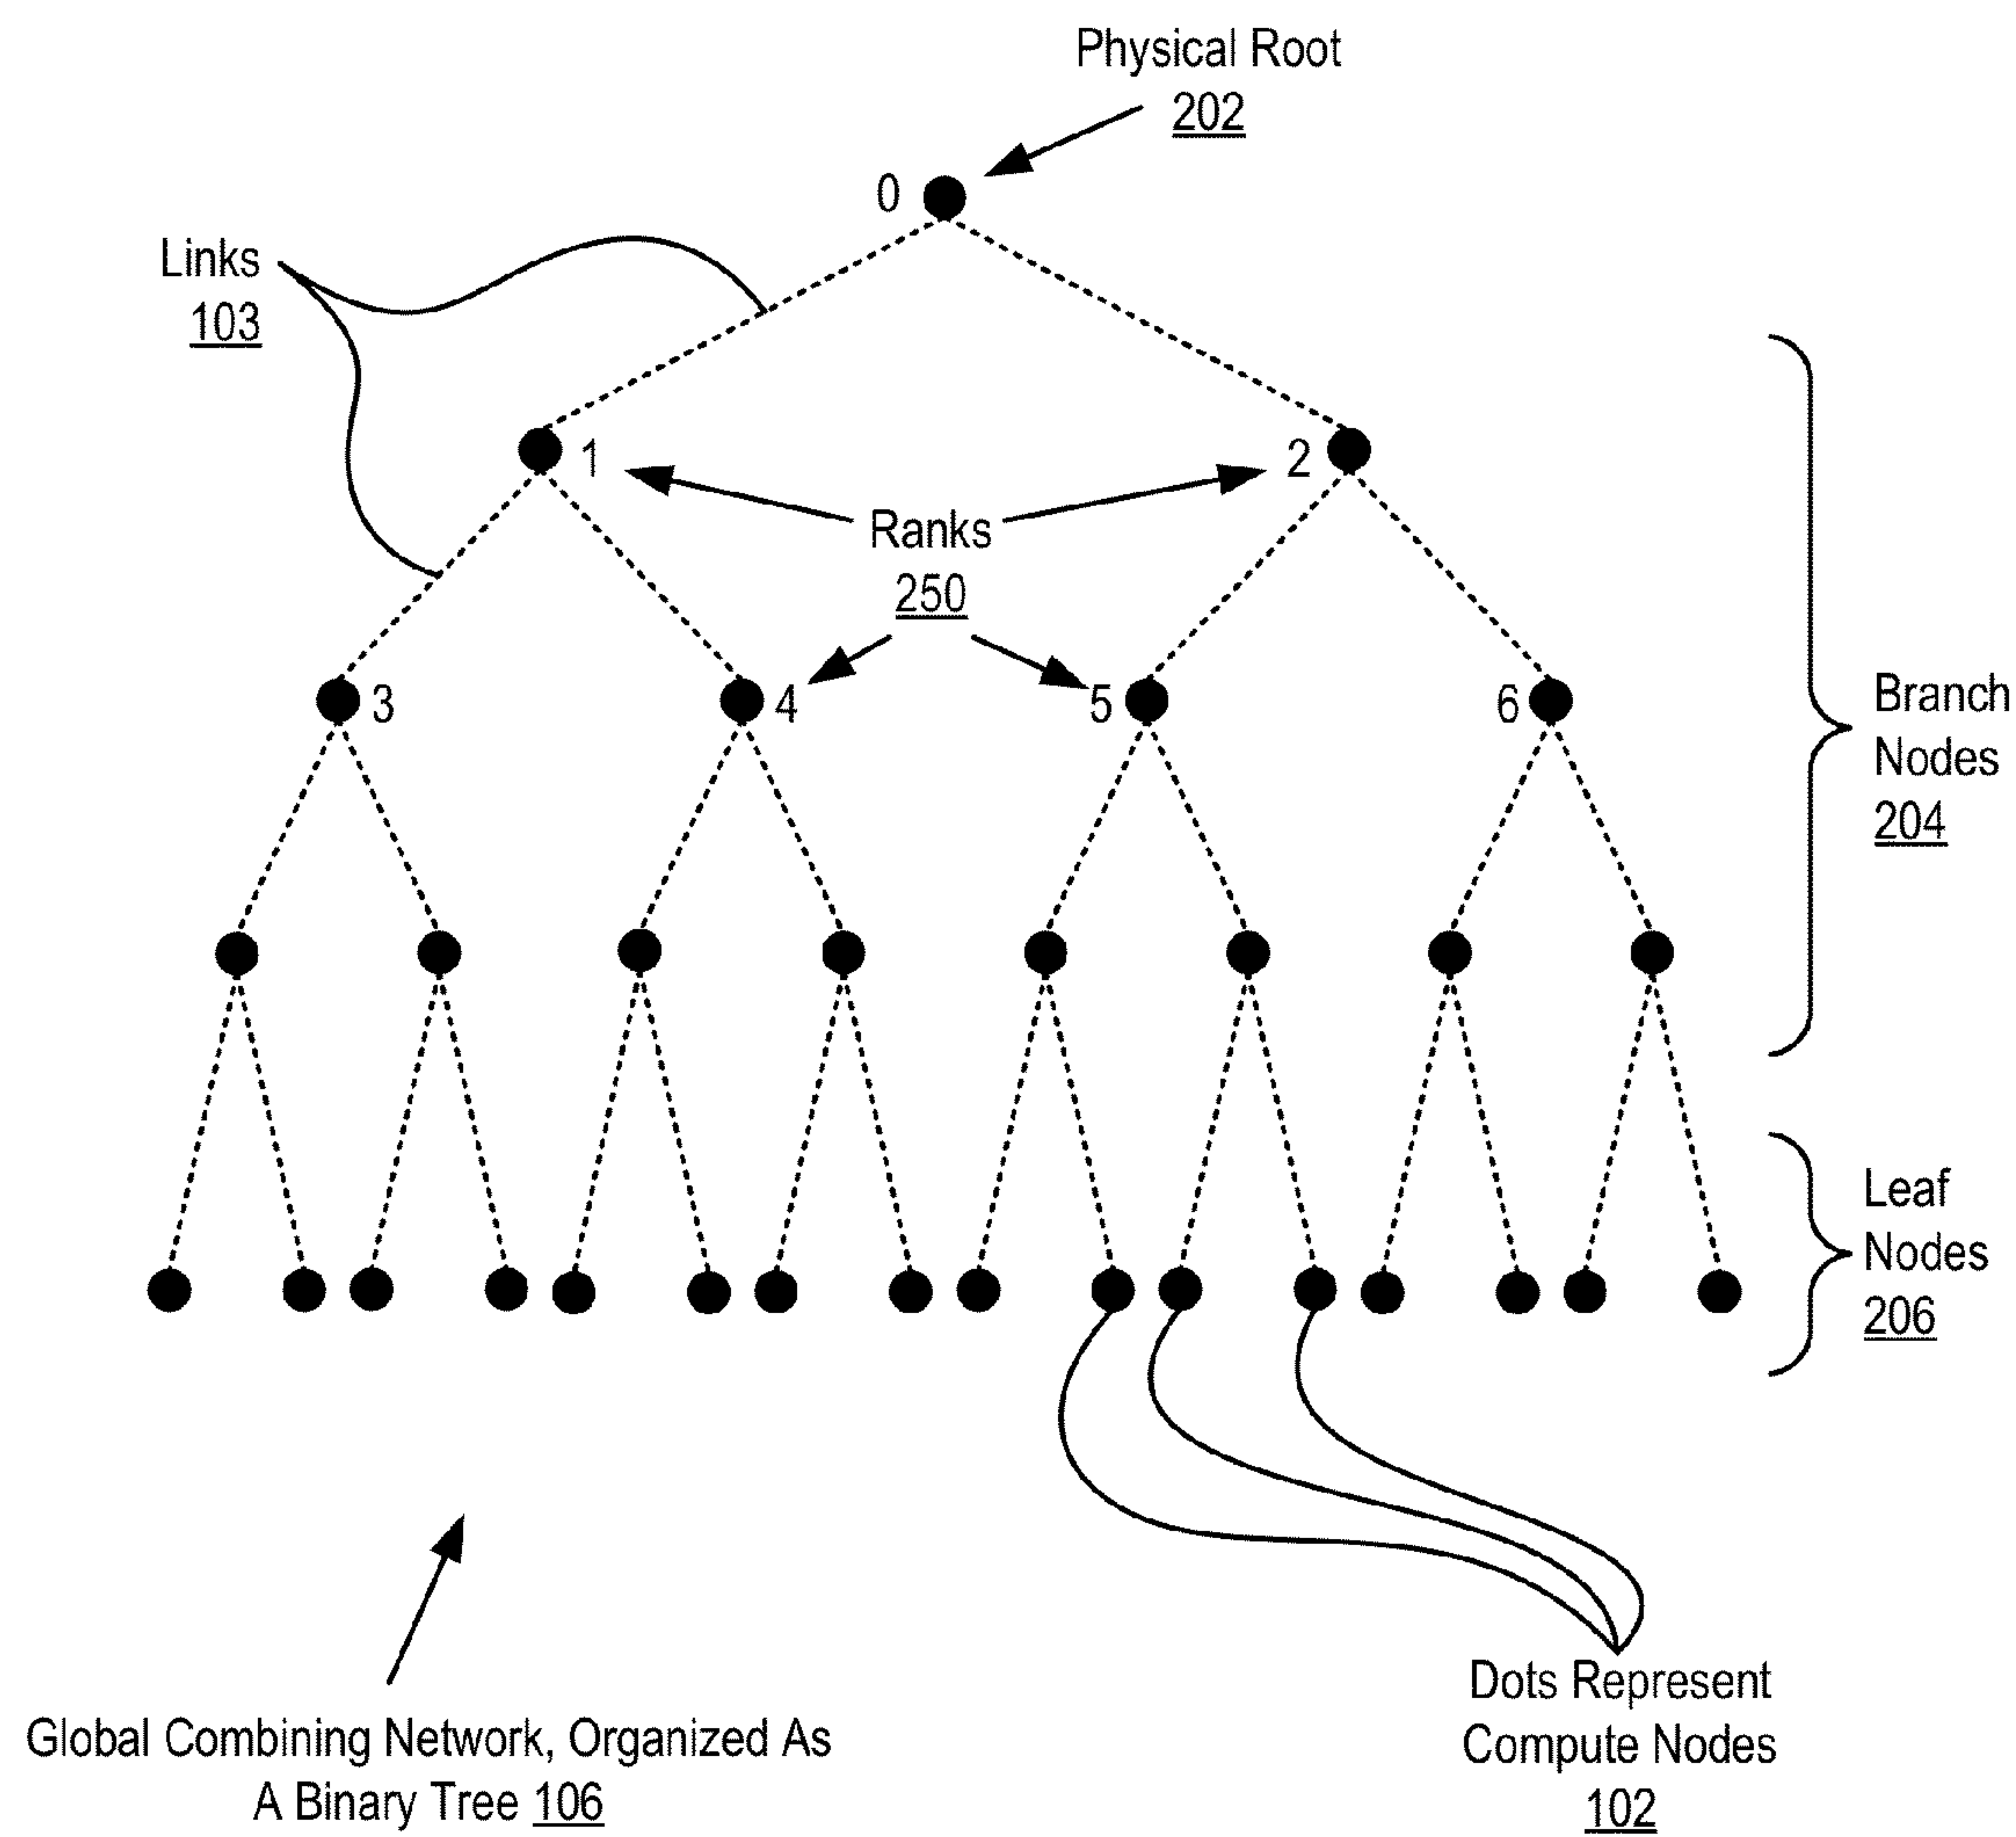 Physical Root
202
0
Links
103
1
2
Ranks
250
3
4
5
6
Branch
Nodes
204
Leaf
Nodes
206
Global Combining Network, Organized As
A Binary Tree 106
Dots Represent
Compute Nodes
102